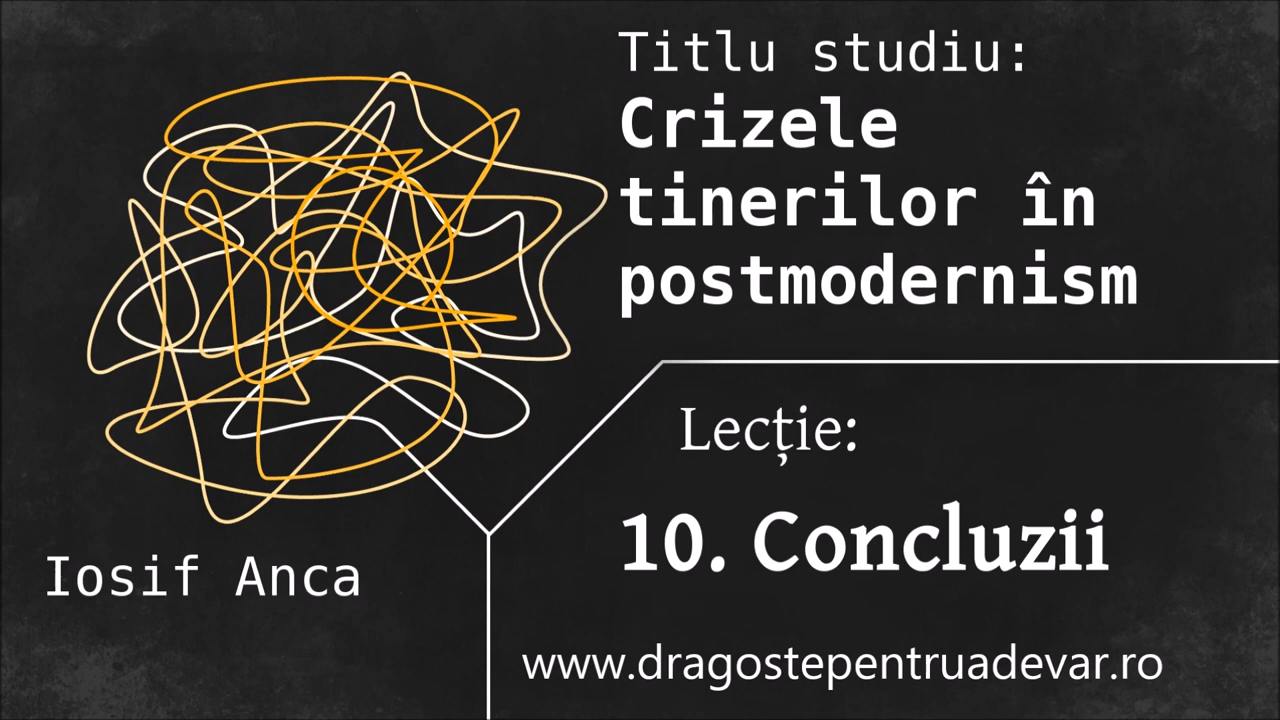 Titlu studiu:
Crizele
tinerilor în
postmodernism
Lecție:
10. Concluzii
Iosif Anca
www.dragostepentruadevar.ro